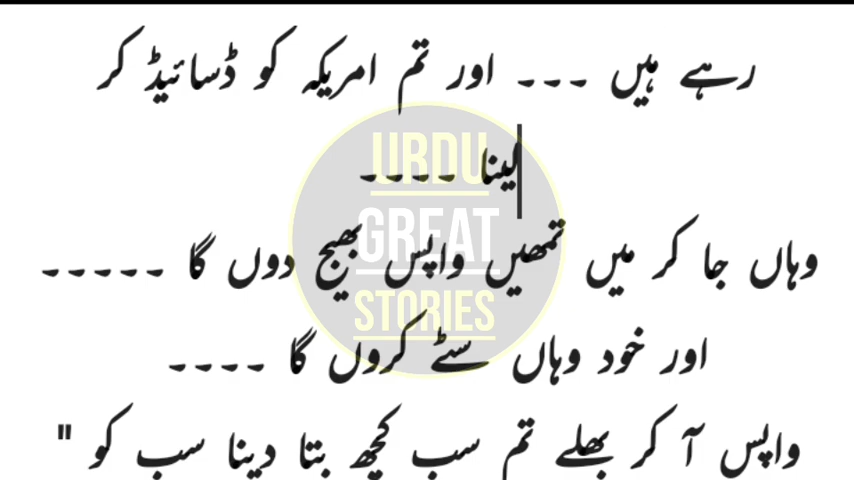 رہے ہیں ۔۔۔ اور تم امریکہ کو ڈسائیڈ کر
لینا ۔۔۔۔
وہاں جا کر میں تمھیں واپس بھیج دوں گا ۔۔۔۔۔
اور خود وہاں سٹے کروں گا ۔۔۔۔
واپس آ کر بھلے تم سب کچھ بتا دینا سب کو "
URDU
GREAT
STORIES